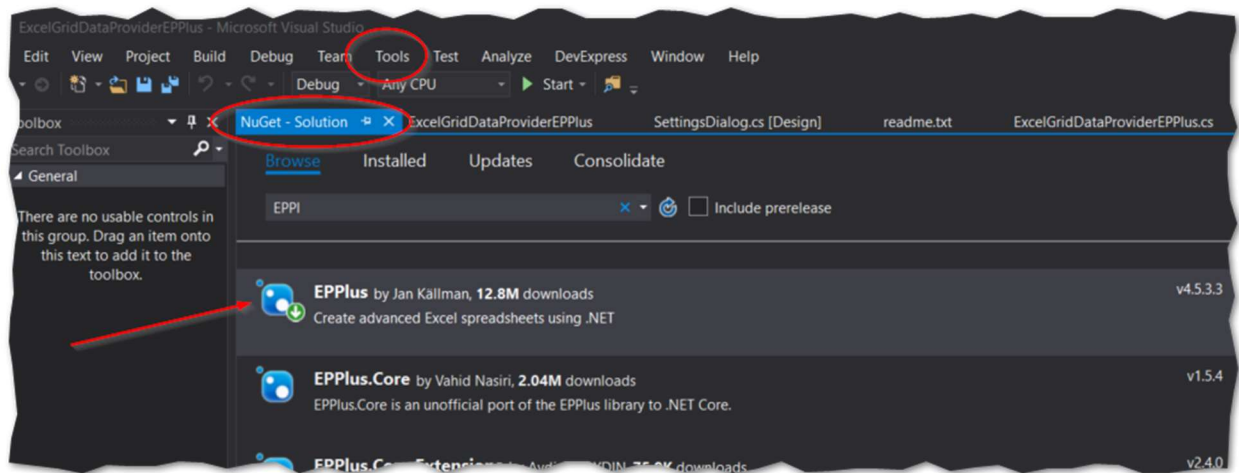 ExcelGridDataProviderEPPlus - Microsoft Visual Studio
Edit View Project Build Debug Team Tools Test Analyze DevExpress Window Help
Debug Any CPU Start
oolbox NuGet - Solution ExcelGridDataProviderEPPlus SettingsDialog.cs [Design] readme.txt ExcelGridDataProviderEPPlus.cs
Search Toolbox
Browse Installed Updates Consolidate
General
EPPl Include prerelease
There are no usable controls in
this group. Drag an item onto
this text to add it to the
toolbox.
EPPlus by Jan Källman, 12.8M downloads v4.5.3.3
Create advanced Excel spreadsheets using .NET
EPPlus.Core by Vahid Nasiri, 2.04M downloads v1.5.4
EPPlus.Core is an unofficial port of the EPPlus library to .NET Core.
downloads v2.4.0